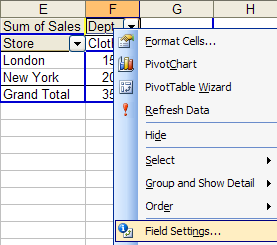 E F G H
Sum of Sales Dept
Store Cloth
London 15
New York 20
Grand Total 35
Format Cells...
PivotChart
PivotTable Wizard
Refresh Data
Hide
Select
Group and Show Detail
Order
Field Settings...